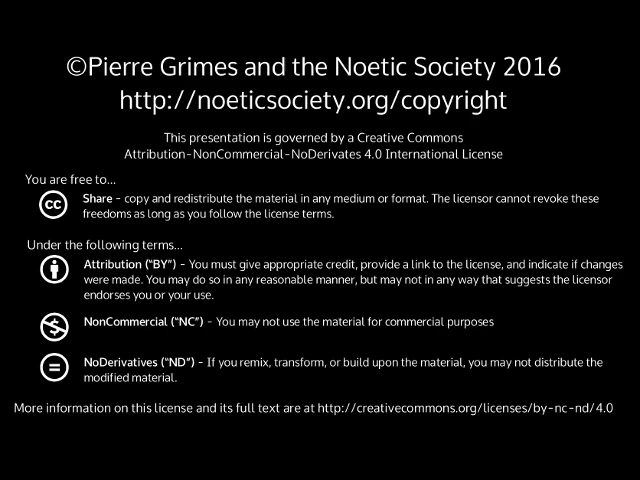 ©Pierre Grimes and the Noetic Society 2016
http://noeticsociety.org/copyright
This presentation is governed by a Creative Commons
Attribution-NonCommercial-NoDerivates 4.0 International License
You are free to...
cc
Share - copy and redistribute the material in any medium or format. The licensor cannot revoke these
freedoms as long as you follow the license terms.
Under the following terms...
Attribution ("BY") - You must give appropriate credit, provide a link to the license, and indicate if changes
were made. You may do so in any reasonable manner, but may not in any way that suggests the licensor
endorses you or your use.
NonCommercial ("NC") - You may not use the material for commercial purposes
NoDerivatives ("ND") - If you remix, transform, or build upon the material, you may not distribute the
modified material.
More information on this license and its full text are at http://creativecommons.org/licenses/by-nc-nd/4.0